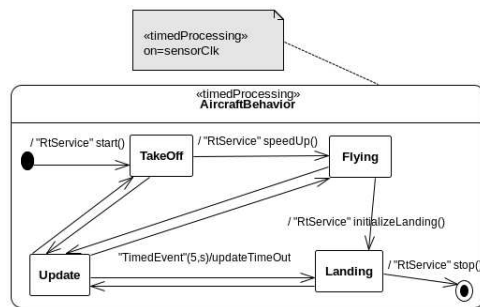 «timedProcessing»
on=sensorClk
«timedProcessing»
AircraftBehavior
/ "RtService" start()
/ "RtService" speedUp()
TakeOff
Flying
/ "RtService" initializeLanding()
"TimedEvent"(5,s)/updateTimeOut
/ "RtService" stop()
Update
Landing